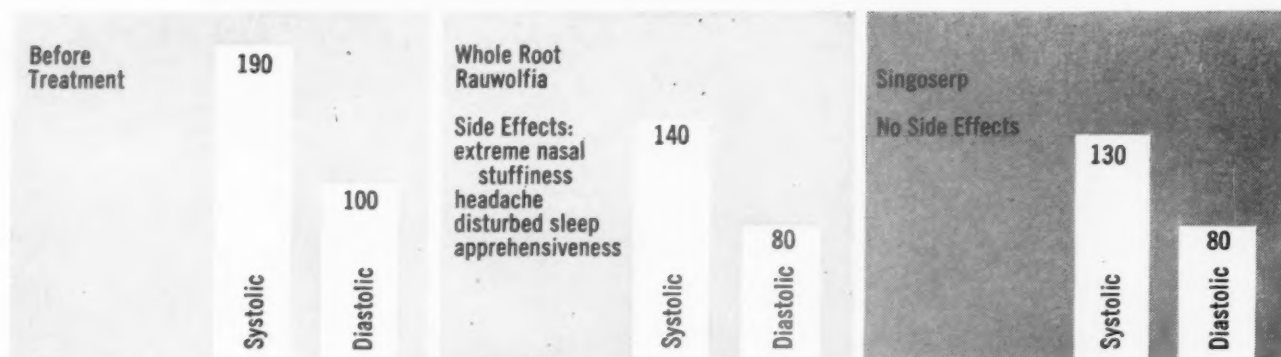 Before
Treatment
190
100
Systolic
Diastolic
Whole Root
Rauwolfia
Side Effects:
extreme nasal
stuffiness
headache
disturbed sleep
apprehensiveness
140
80
Systolic
Diastolic
Singoserp
No Side Effects
130
80
Systolic
Diastolic